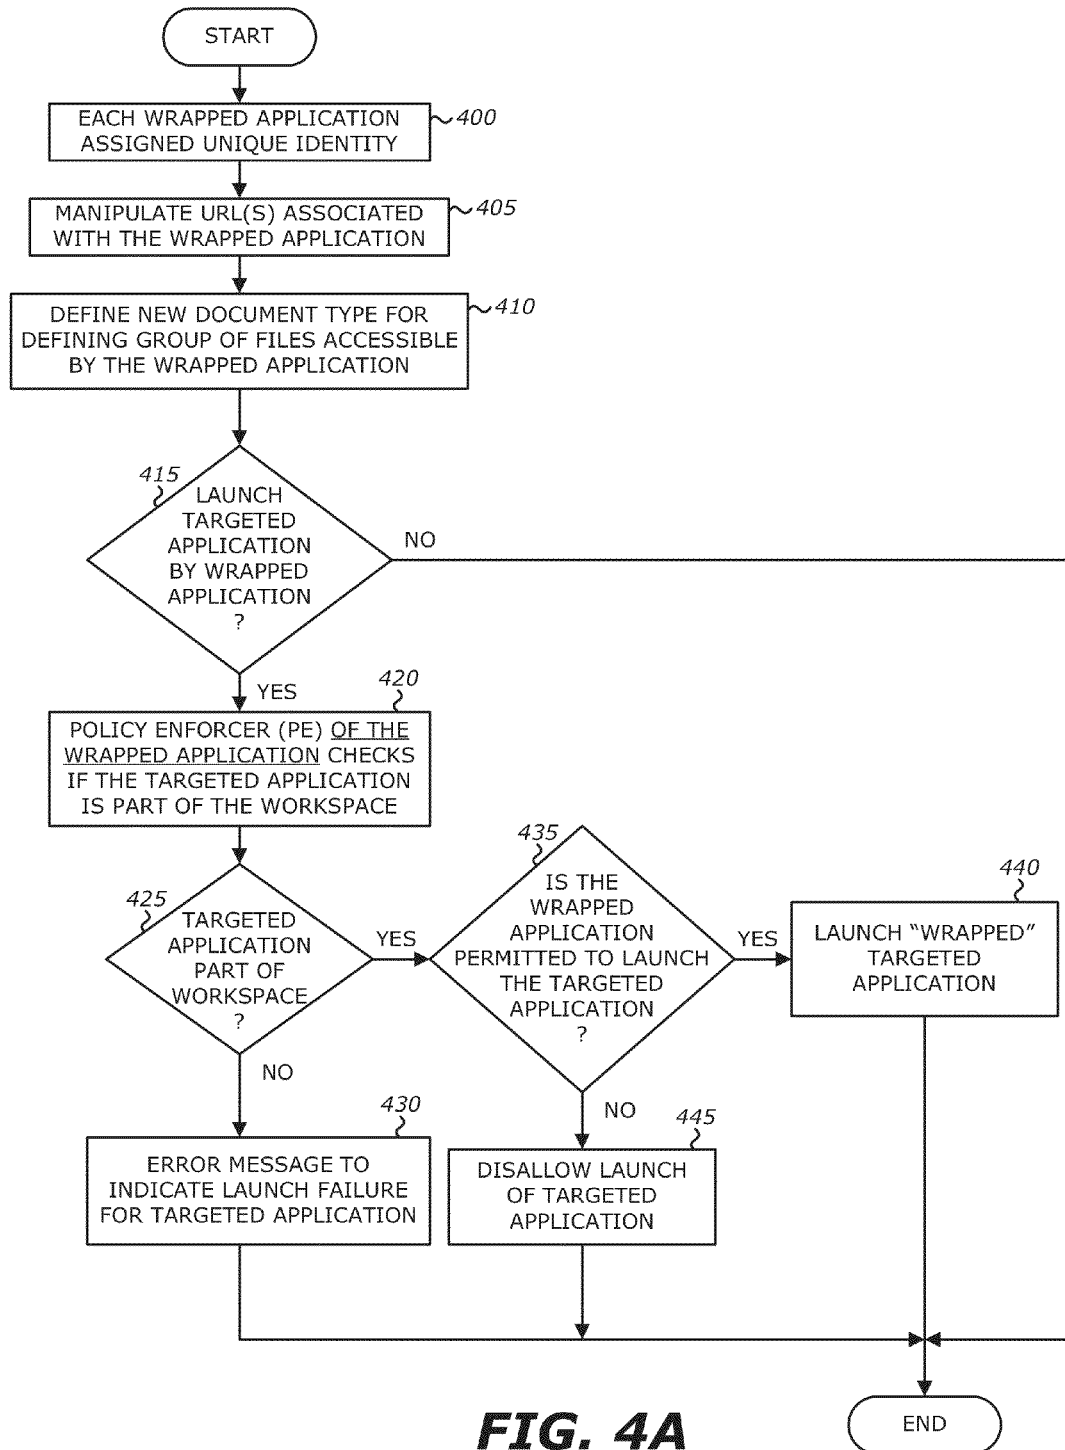 START
EACH WRAPPED APPLICATION
ASSIGNED UNIQUE IDENTITY
400
MANIPULATE URL(S) ASSOCIATED
WITH THE WRAPPED APPLICATION
405
DEFINE NEW DOCUMENT TYPE FOR
DEFINING GROUP OF FILES ACCESSIBLE
BY THE WRAPPED APPLICATION
410
415
LAUNCH
TARGETED
APPLICATION
BY WRAPPED
APPLICATION
?
NO
YES
420
POLICY ENFORCER (PE) OF THE
WRAPPED APPLICATION CHECKS
IF THE TARGETED APPLICATION
IS PART OF THE WORKSPACE
425
TARGETED
APPLICATION
PART OF
WORKSPACE
?
YES
NO
435
IS THE
WRAPPED
APPLICATION
PERMITTED TO LAUNCH
THE TARGETED
APPLICATION
?
YES
NO
440
LAUNCH “WRAPPED”
TARGETED
APPLICATION
430
ERROR MESSAGE TO
INDICATE LAUNCH FAILURE
FOR TARGETED APPLICATION
445
DISALLOW LAUNCH
OF TARGETED
APPLICATION
END
FIG. 4A